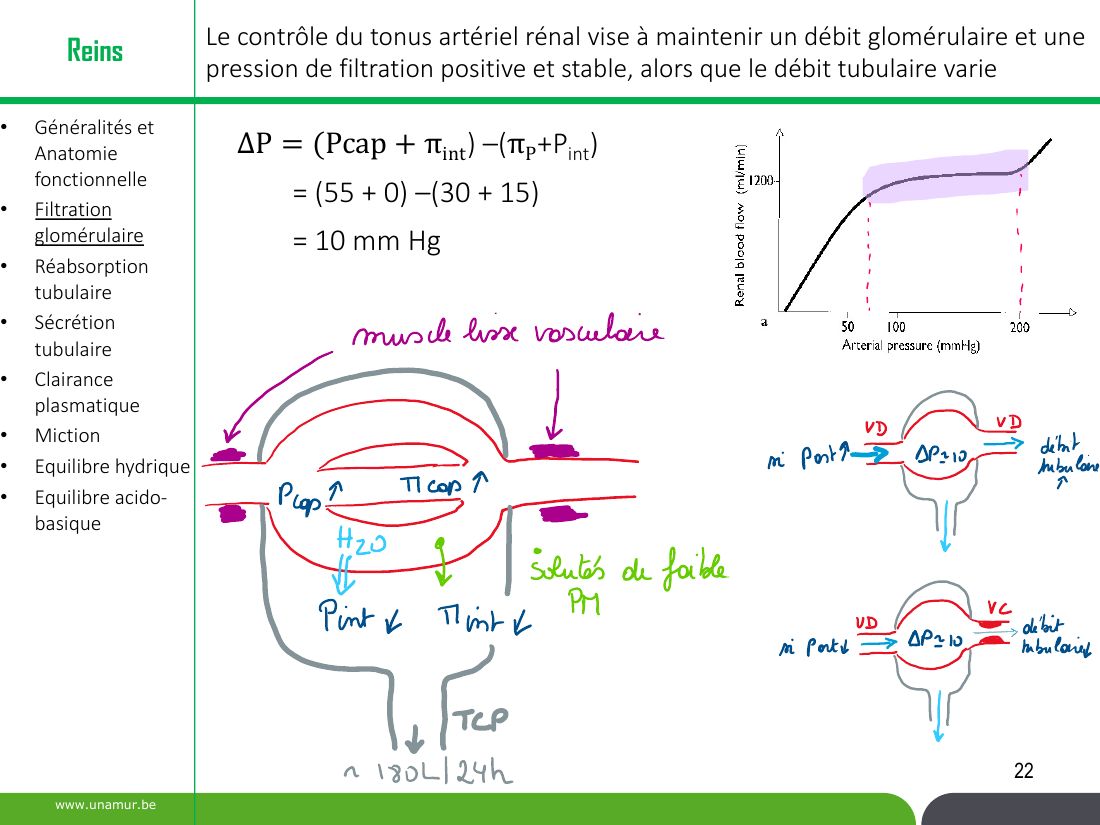 Reins
Le contrôle du tonus artériel rénal vise à maintenir un débit glomérulaire et une
pression de filtration positive et stable, alors que le débit tubulaire varie
• Généralités et
Anatomie
fonctionnelle
• Filtration
glomérulaire
• Réabsorption
tubulaire
• Sécrétion
tubulaire
• Clairance
plasmatique
• Miction
• Equilibre hydrique
• Equilibre acido-
basique
ΔP = (Pcap + πint) –(πP+Pint)
= (55 + 0) –(30 + 15)
= 10 mm Hg
Renal blood flow (ml/min)
1200
50 100 200
a
Arterial pressure (mmHg)
muscle lisse vasculaire
Pcap ↑
πcap ↑
H2O
solutés de faible
PM
Pint ↓
πint ↓
TCP
~ 180L/24h
VD
VD
si Part ↑
ΔP≃10
débit
tubulaire
↑
VD
VC
si Part ↓
ΔP≃10
débit
tubulaire↓
22
www.unamur.be